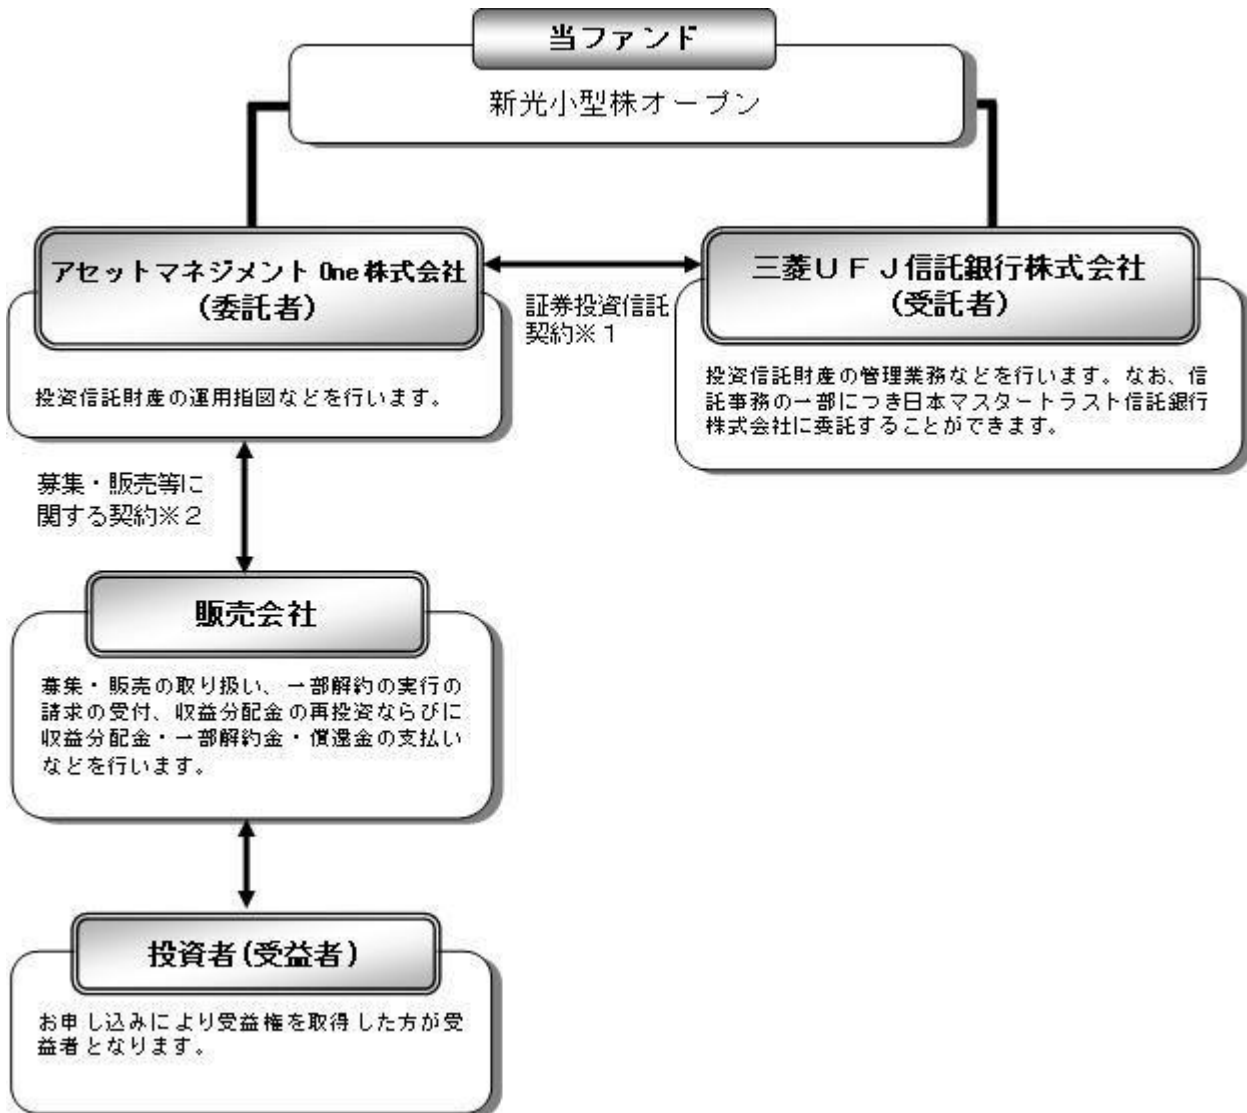 当ファンド
新光小型株オープン
アセットマネジメントOne株式会社
(委託者)
証券投資信託
契約※１
三菱ＵＦＪ信託銀行株式会社
(受託者)
投資信託財産の運用指図などを行います。
投資信託財産の管理業務などを行います。なお、信
託事務の一部につき日本マスタートラスト信託銀行
株式会社に委託することができます。
募集・販売等に
関する契約※２
販売会社
募集・販売の取り扱い、一部解約の実行の
請求の受付、収益分配金の再投資ならびに
収益分配金・一部解約金・償還金の支払い
などを行います。
投資者(受益者)
お申し込みにより受益権を取得した方が受
益者となります。